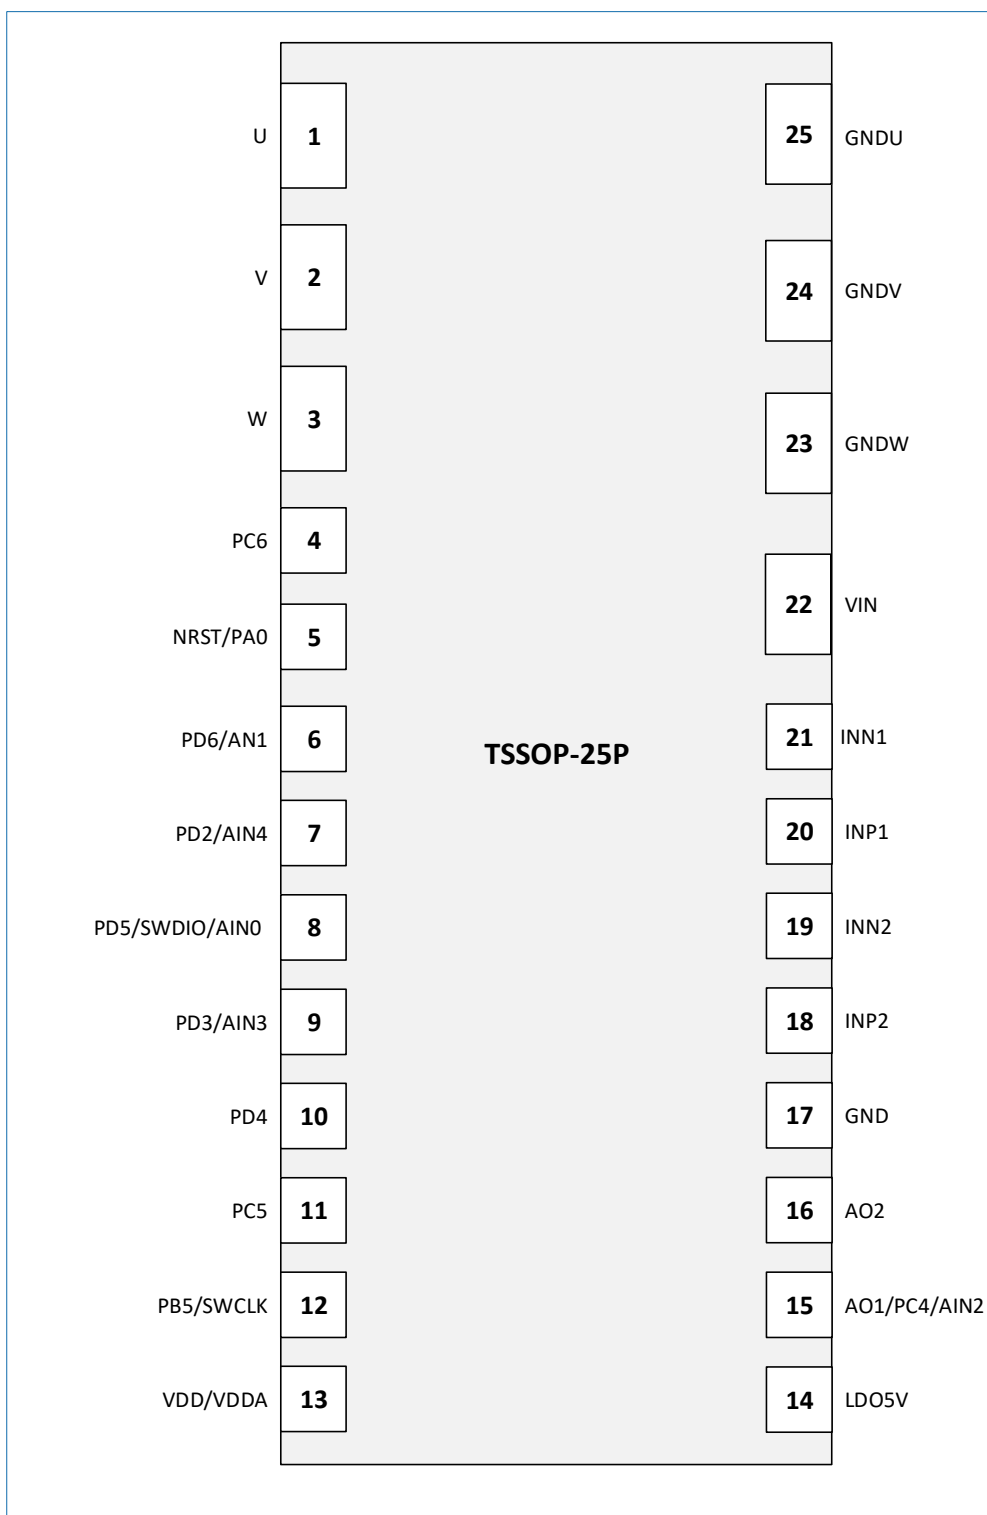 U 1 25 GNDU
V 2 24 GNDV
W 3 23 GNDW
PC6 4
22 VIN
NRST/PA0 5
PD6/AN1 6 21 INN1
TSSOP-25P
PD2/AIN4 7 20 INP1
PD5/SWDIO/AIN0 8 19 INN2
PD3/AIN3 9 18 INP2
PD4 10 17 GND
PC5 11 16 AO2
PB5/SWCLK 12 15 AO1/PC4/AIN2
VDD/VDDA 13 14 LDO5V